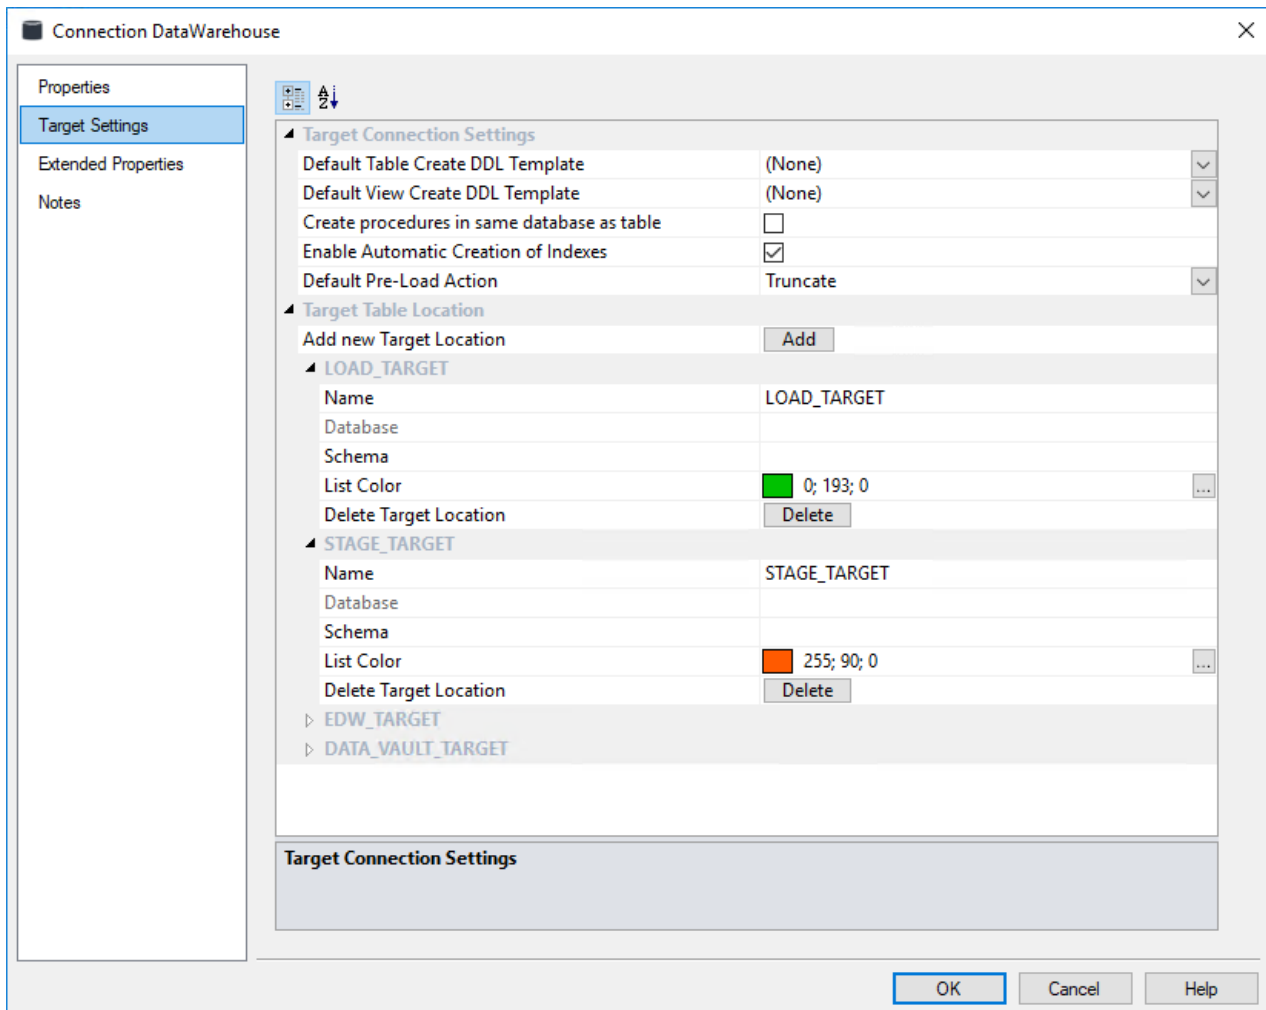 Connection DataWarehouse
Properties
Target Settings
Extended Properties
Notes
Target Connection Settings
Default Table Create DDL Template (None)
Default View Create DDL Template (None)
Create procedures in same database as table
Enable Automatic Creation of Indexes
Default Pre-Load Action Truncate
Target Table Location
Add new Target Location Add
LOAD_TARGET
Name LOAD_TARGET
Database
Schema
List Color 0; 193; 0 ...
Delete Target Location Delete
STAGE_TARGET
Name STAGE_TARGET
Database
Schema
List Color 255; 90; 0 ...
Delete Target Location Delete
EDW_TARGET
DATA_VAULT_TARGET
Target Connection Settings
OK Cancel Help